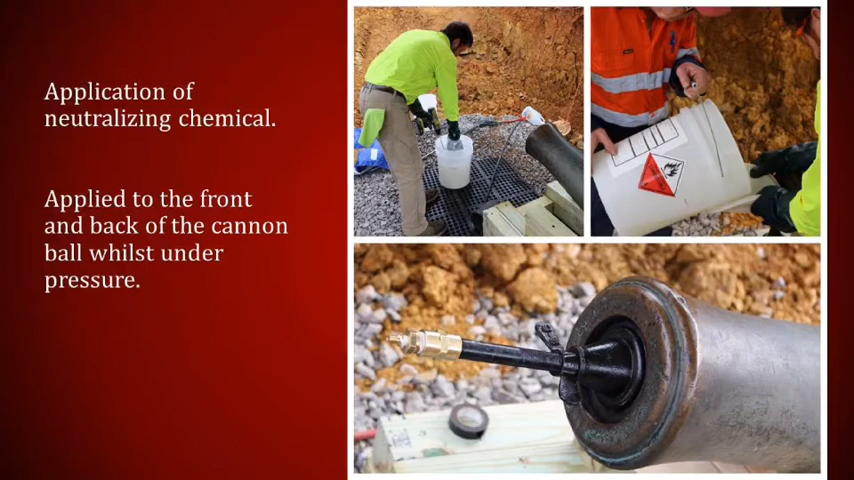 Application of
neutralizing chemical.
Applied to the front
and back of the cannon
ball whilst under
pressure.